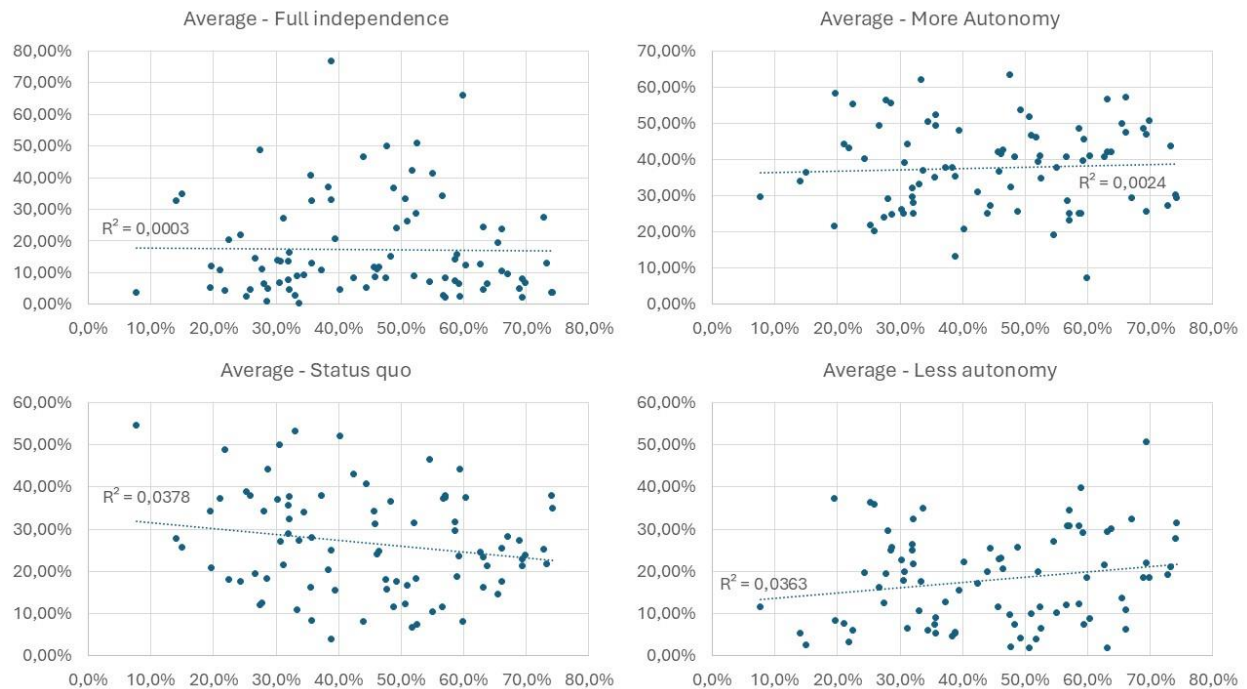 Average - Full independence
80,00%
70,00%
60,00%
50,00%
40,00%
30,00%
20,00%
10,00%
0,00%
R² = 0,0003
0,0% 10,0% 20,0% 30,0% 40,0% 50,0% 60,0% 70,0% 80,0%
Average - More Autonomy
70,00%
60,00%
50,00%
40,00%
30,00%
20,00%
10,00%
0,00%
R² = 0,0024
0,0% 10,0% 20,0% 30,0% 40,0% 50,0% 60,0% 70,0% 80,0%
Average - Status quo
60,00%
50,00%
40,00%
30,00%
20,00%
10,00%
0,00%
R² = 0,0378
0,0% 10,0% 20,0% 30,0% 40,0% 50,0% 60,0% 70,0% 80,0%
Average - Less autonomy
60,00%
50,00%
40,00%
30,00%
20,00%
10,00%
0,00%
R² = 0,0363
0,0% 10,0% 20,0% 30,0% 40,0% 50,0% 60,0% 70,0% 80,0%